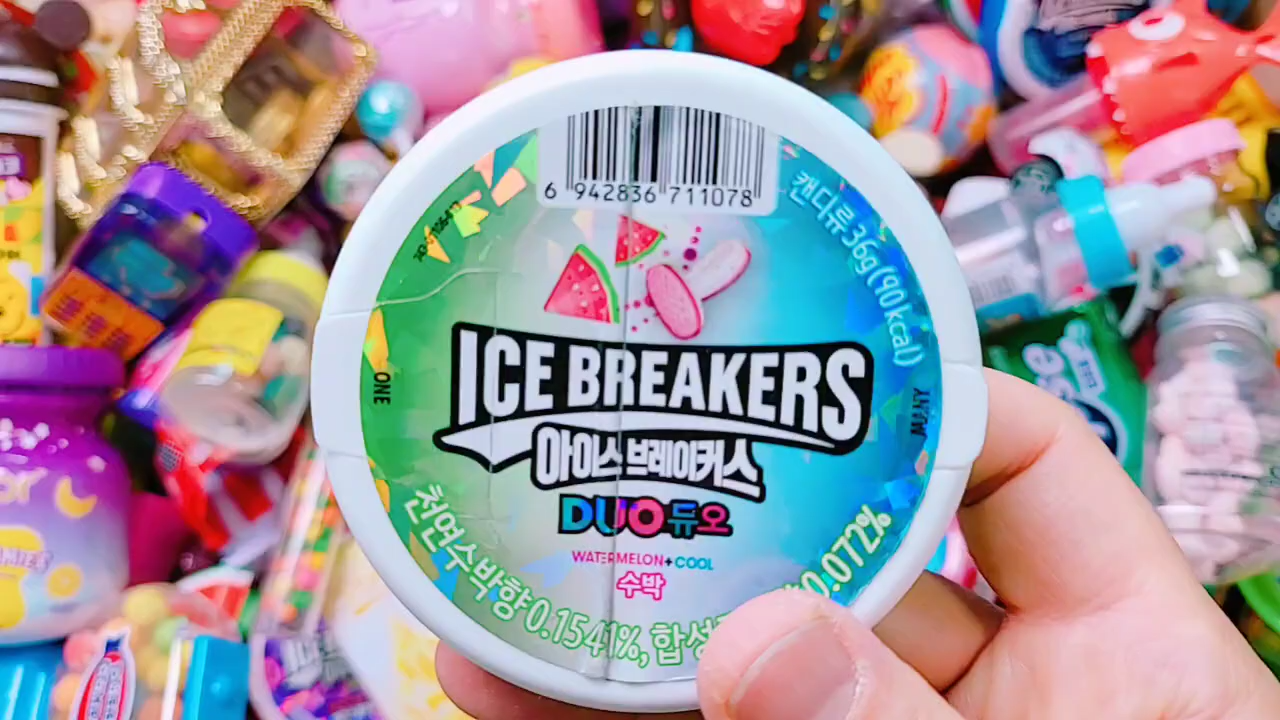 6 942836 711078
캔디류 36g(90kcal)
ICE BREAKERS
아이스브레이커스
DUO 듀오
WATERMELON+COOL
수박
ONE
MANY
천연수박향 0.1541%, 합성
0.072%